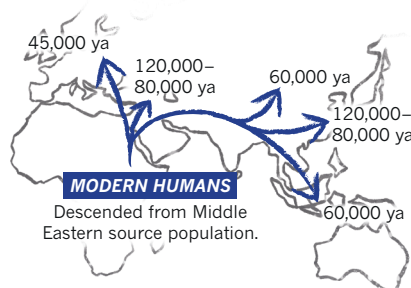 45,000 ya
120,000–
80,000 ya
60,000 ya
120,000–
80,000 ya
MODERN HUMANS
Descended from Middle
Eastern source population.
60,000 ya